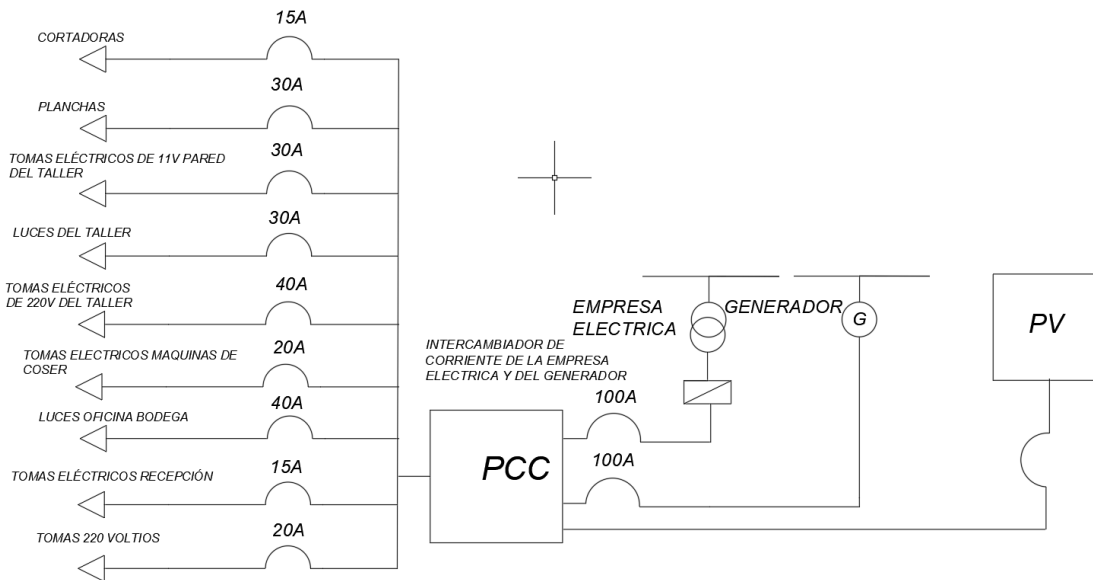 15A
CORTADORAS
30A
PLANCHAS
30A
TOMAS ELÉCTRICOS DE 11V PARED
DEL TALLER
30A
LUCES DEL TALLER
40A
TOMAS ELÉCTRICOS
DE 220V DEL TALLER
20A
TOMAS ELECTRICOS MAQUINAS DE
COSER
40A
LUCES OFICINA BODEGA
15A
TOMAS ELÉCTRICOS RECEPCIÓN
20A
TOMAS 220 VOLTIOS
INTERCAMBIADOR DE
CORRIENTE DE LA EMPRESA
ELECTRICA Y DEL GENERADOR
PCC
100A
100A
EMPRESA
ELECTRICA
GENERADOR
G
PV